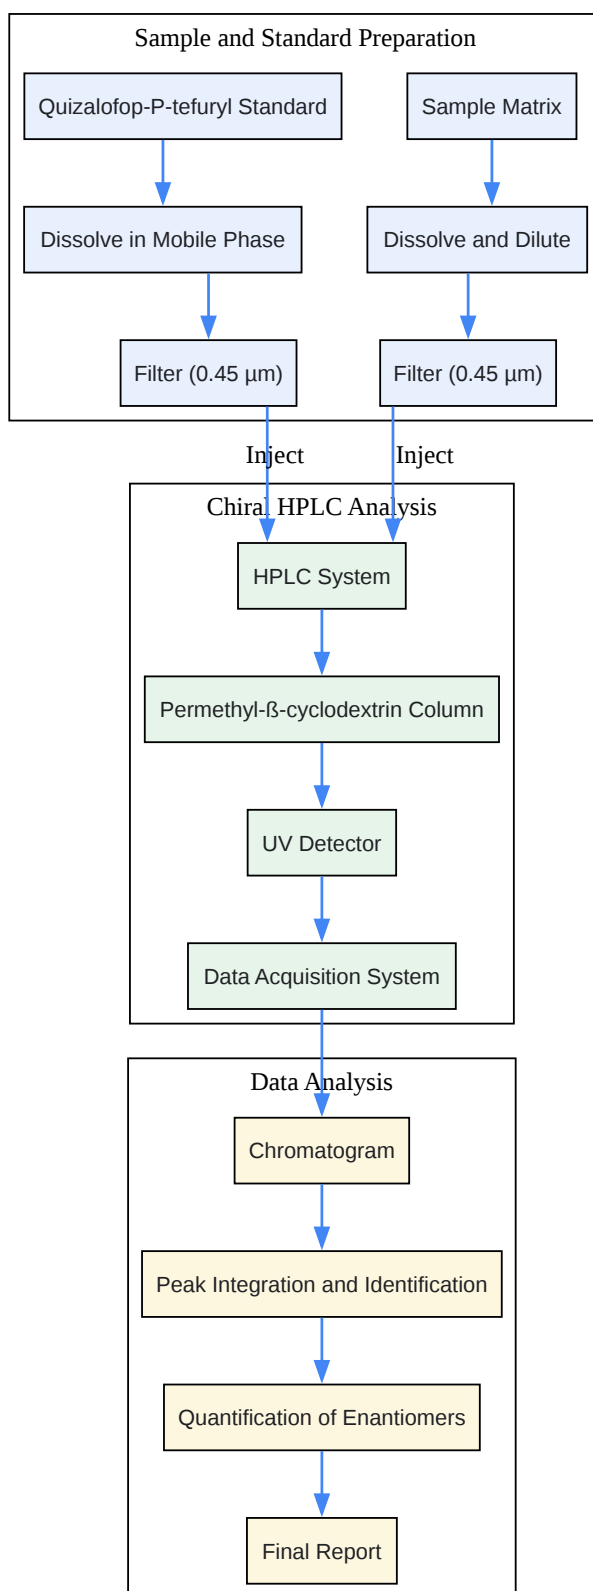 Sample and Standard Preparation
Quizalofop-P-tefuryl Standard
Sample Matrix
Dissolve in Mobile Phase
Dissolve and Dilute
Filter (0.45 µm)
Filter (0.45 µm)
Inject
Inject
Chiral HPLC Analysis
HPLC System
Permethyl-ß-cyclodextrin Column
UV Detector
Data Acquisition System
Data Analysis
Chromatogram
Peak Integration and Identification
Quantification of Enantiomers
Final Report